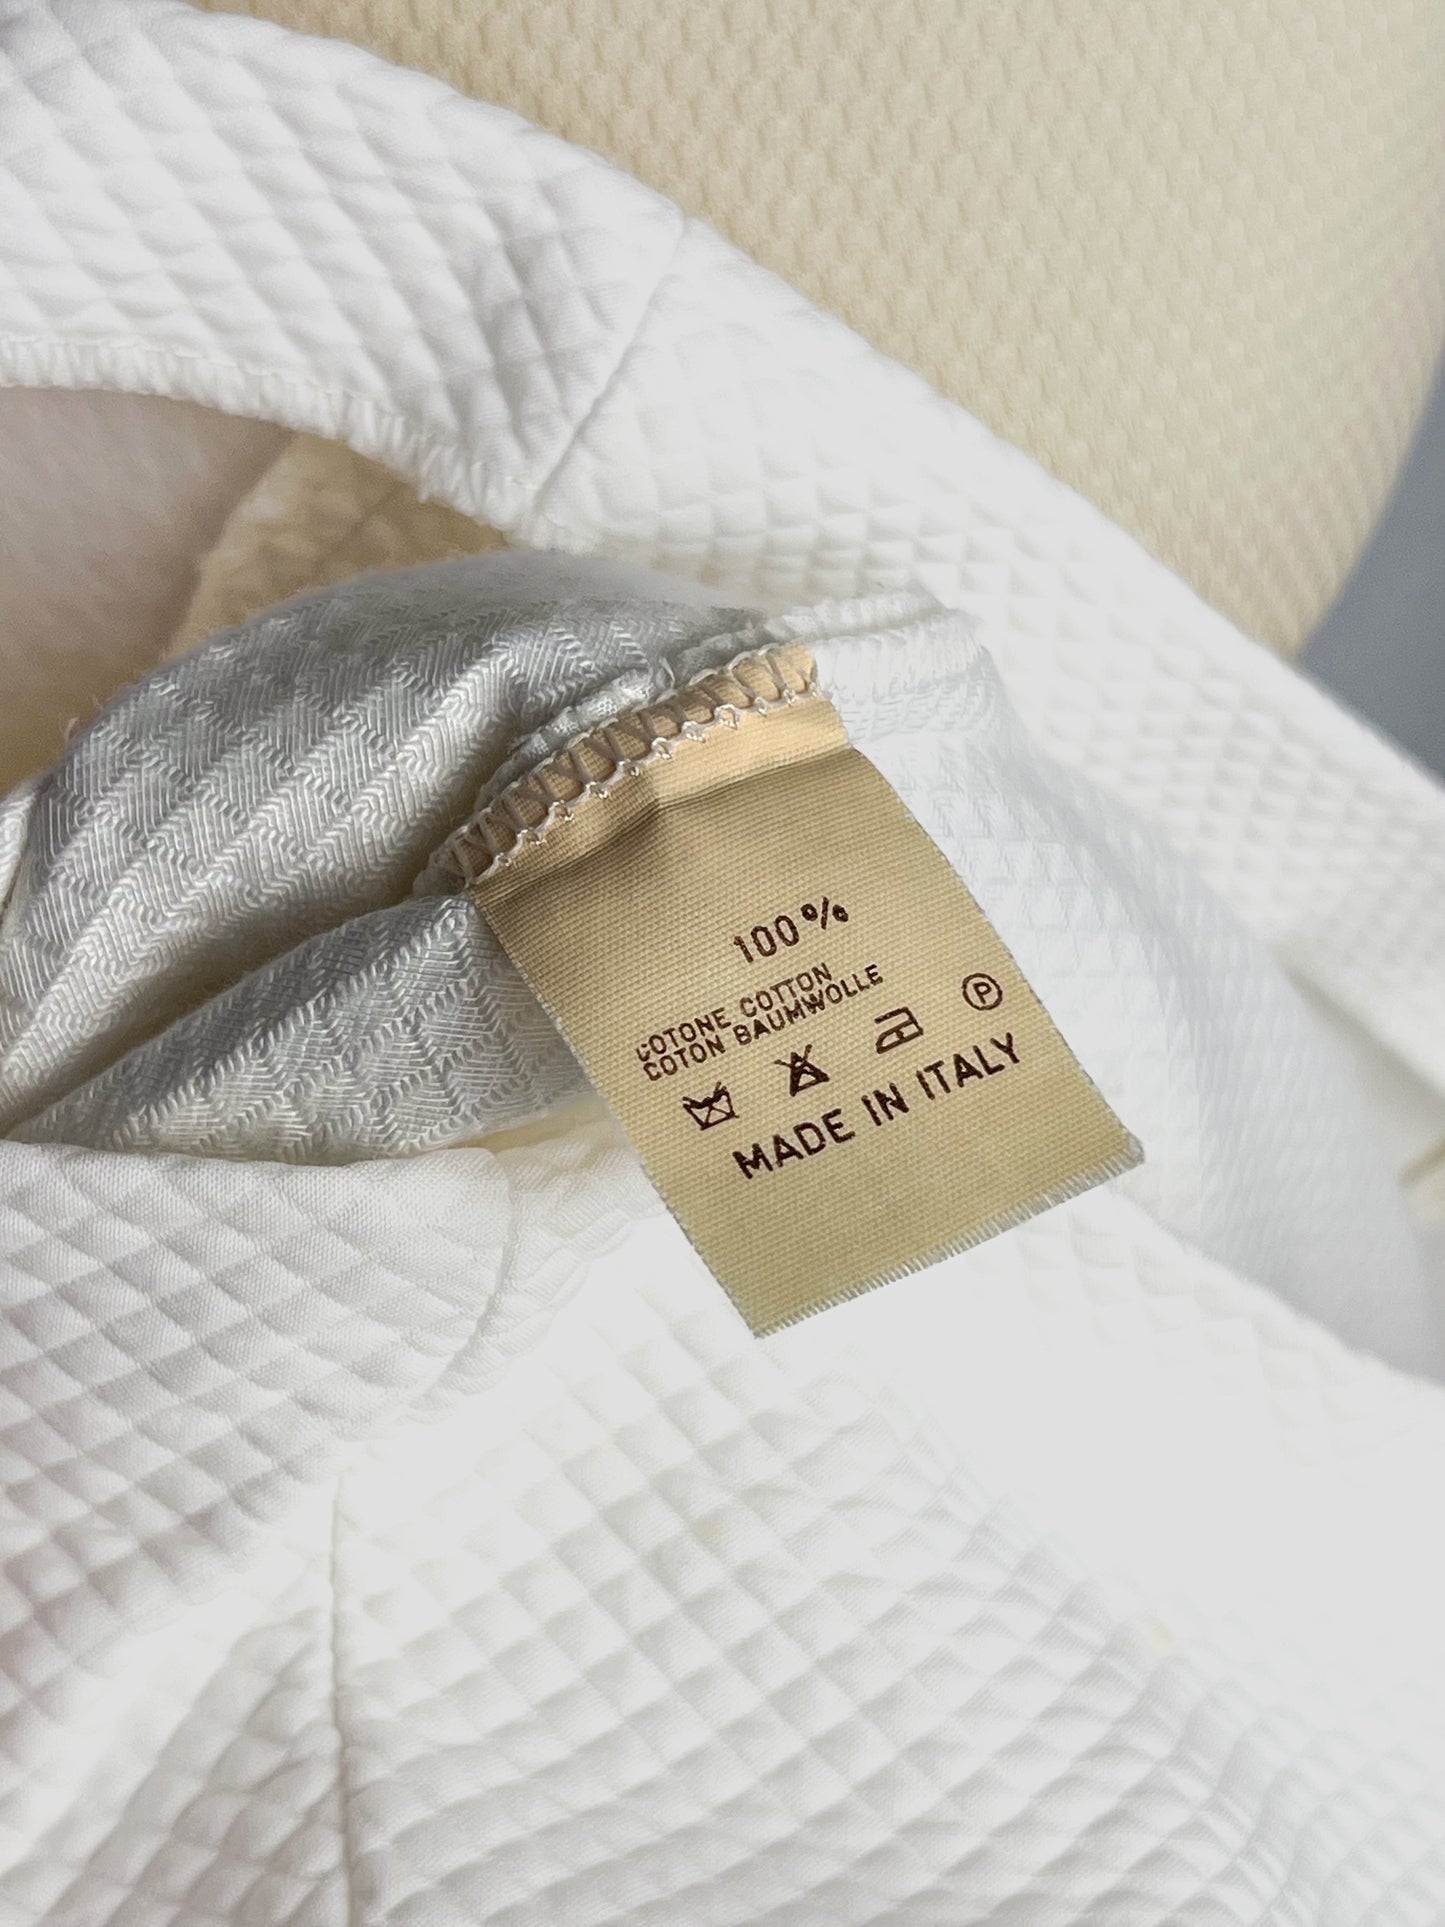 100%
COTONE COTTON
COTON BAUMWOLLE
P
MADE IN ITALY